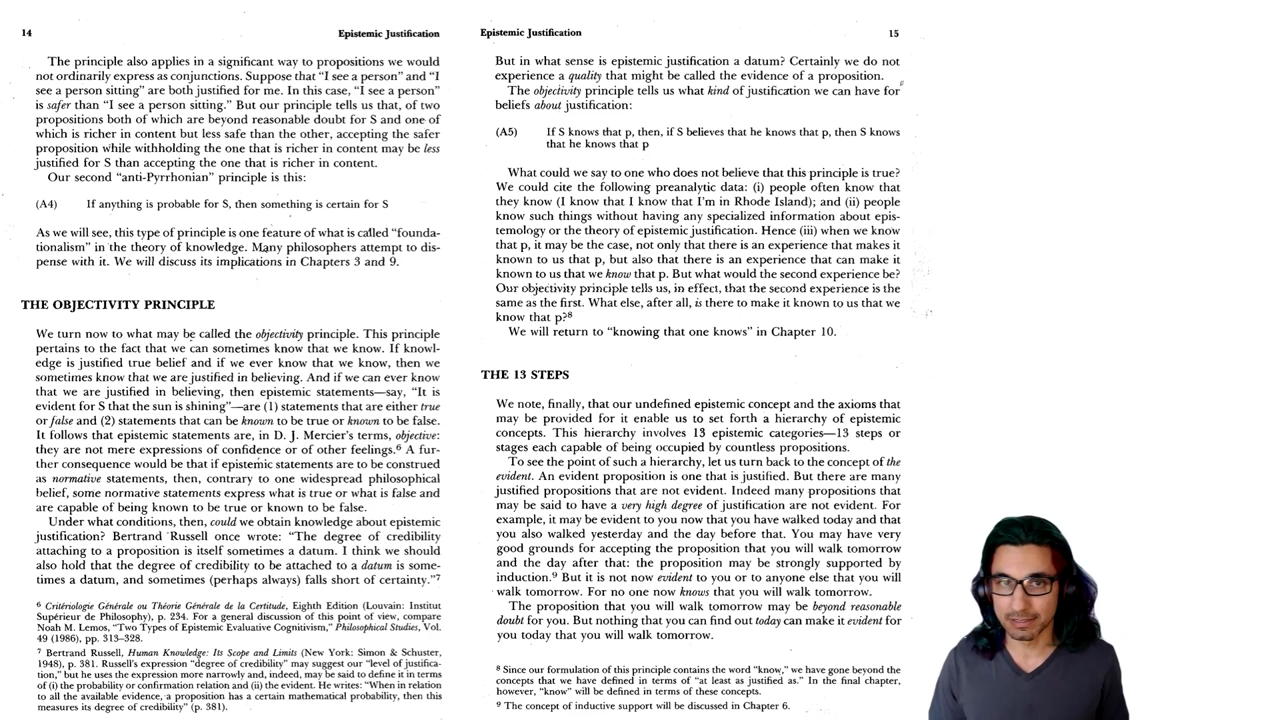 14
Epistemic Justification
The principle also applies in a significant way to propositions we would
not ordinarily express as conjunctions. Suppose that "I see a person" and "I
see a person sitting" are both justified for me. In this case, "I see a person"
is safer than "I see a person sitting." But our principle tells us that, of two
propositions both of which are beyond reasonable doubt for S and one of
which is richer in content but less safe than the other, accepting the safer
proposition while withholding the one that is richer in content may be less
justified for S than accepting the one that is richer in content.
Our second "anti-Pyrrhonian" principle is this:
(A4) If anything is probable for S, then something is certain for S
As we will see, this type of principle is one feature of what is called "founda-
tionalism" in the theory of knowledge. Many philosophers attempt to dis-
pense with it. We will discuss its implications in Chapters 3 and 9.
THE OBJECTIVITY PRINCIPLE
We turn now to what may be called the objectivity principle. This principle
pertains to the fact that we can sometimes know that we know. If knowl-
edge is justified true belief and if we ever know that we know, then we
sometimes know that we are justified in believing. And if we can ever know
that we are justified in believing, then epistemic statements—say, "It is
evident for S that the sun is shining"—are (1) statements that are either true
or false and (2) statements that can be known to be true or known to be false.
It follows that epistemic statements are, in D. J. Mercier's terms, objective:
they are not mere expressions of confidence or of other feelings.6 A fur-
ther consequence would be that if epistemic statements are to be construed
as normative statements, then, contrary to one widespread philosophical
belief, some normative statements express what is true or what is false and
are capable of being known to be true or known to be false.
Under what conditions, then, could we obtain knowledge about epistemic
justification? Bertrand Russell once wrote: "The degree of credibility
attaching to a proposition is itself sometimes a datum. I think we should
also hold that the degree of credibility to be attached to a datum is some-
times a datum, and sometimes (perhaps always) falls short of certainty."7
6 Critériologie Générale ou Théorie Générale de la Certitude, Eighth Edition (Louvain: Institut
Supérieur de Philosophy), p. 234. For a general discussion of this point of view, compare
Noah M. Lemos, "Two Types of Epistemic Evaluative Cognitivism," Philosophical Studies, Vol.
49 (1986), pp. 313–328.
7 Bertrand Russell, Human Knowledge: Its Scope and Limits (New York: Simon & Schuster,
1948), p. 381. Russell's expression "degree of credibility" may suggest our "level of justifica-
tion," but he uses the expression more narrowly and, indeed, may be said to define it in terms
of (i) the probability or confirmation relation and (ii) the evident. He writes: "When in relation
to all the available evidence, a proposition has a certain mathematical probability, then this
measures its degree of credibility" (p. 381).
Epistemic Justification
15
But in what sense is epistemic justification a datum? Certainly we do not
experience a quality that might be called the evidence of a proposition.
The objectivity principle tells us what kind of justification we can have for
beliefs about justification:
(A5) If S knows that p, then, if S believes that he knows that p, then S knows
that he knows that p
What could we say to one who does not believe that this principle is true?
We could cite the following preanalytic data: (i) people often know that
they know (I know that I know that I'm in Rhode Island); and (ii) people
know such things without having any specialized information about epis-
temology or the theory of epistemic justification. Hence (iii) when we know
that p, it may be the case, not only that there is an experience that makes it
known to us that p, but also that there is an experience that can make it
known to us that we know that p. But what would the second experience be?
Our objectivity principle tells us, in effect, that the second experience is the
same as the first. What else, after all, is there to make it known to us that we
know that p?8
We will return to "knowing that one knows" in Chapter 10.
THE 13 STEPS
We note, finally, that our undefined epistemic concept and the axioms that
may be provided for it enable us to set forth a hierarchy of epistemic
concepts. This hierarchy involves 13 epistemic categories—13 steps or
stages each capable of being occupied by countless propositions.
To see the point of such a hierarchy, let us turn back to the concept of the
evident. An evident proposition is one that is justified. But there are many
justified propositions that are not evident. Indeed many propositions that
may be said to have a very high degree of justification are not evident. For
example, it may be evident to you now that you have walked today and that
you also walked yesterday and the day before that. You may have very
good grounds for accepting the proposition that you will walk tomorrow
and the day after that: the proposition may be strongly supported by
induction.9 But it is not now evident to you or to anyone else that you will
walk tomorrow. For no one now knows that you will walk tomorrow.
The proposition that you will walk tomorrow may be beyond reasonable
doubt for you. But nothing that you can find out today can make it evident for
you today that you will walk tomorrow.
8 Since our formulation of this principle contains the word "know," we have gone beyond the
concepts that we have defined in terms of "at least as justified as." In the final chapter,
however, "know" will be defined in terms of these concepts.
9 The concept of inductive support will be discussed in Chapter 6.